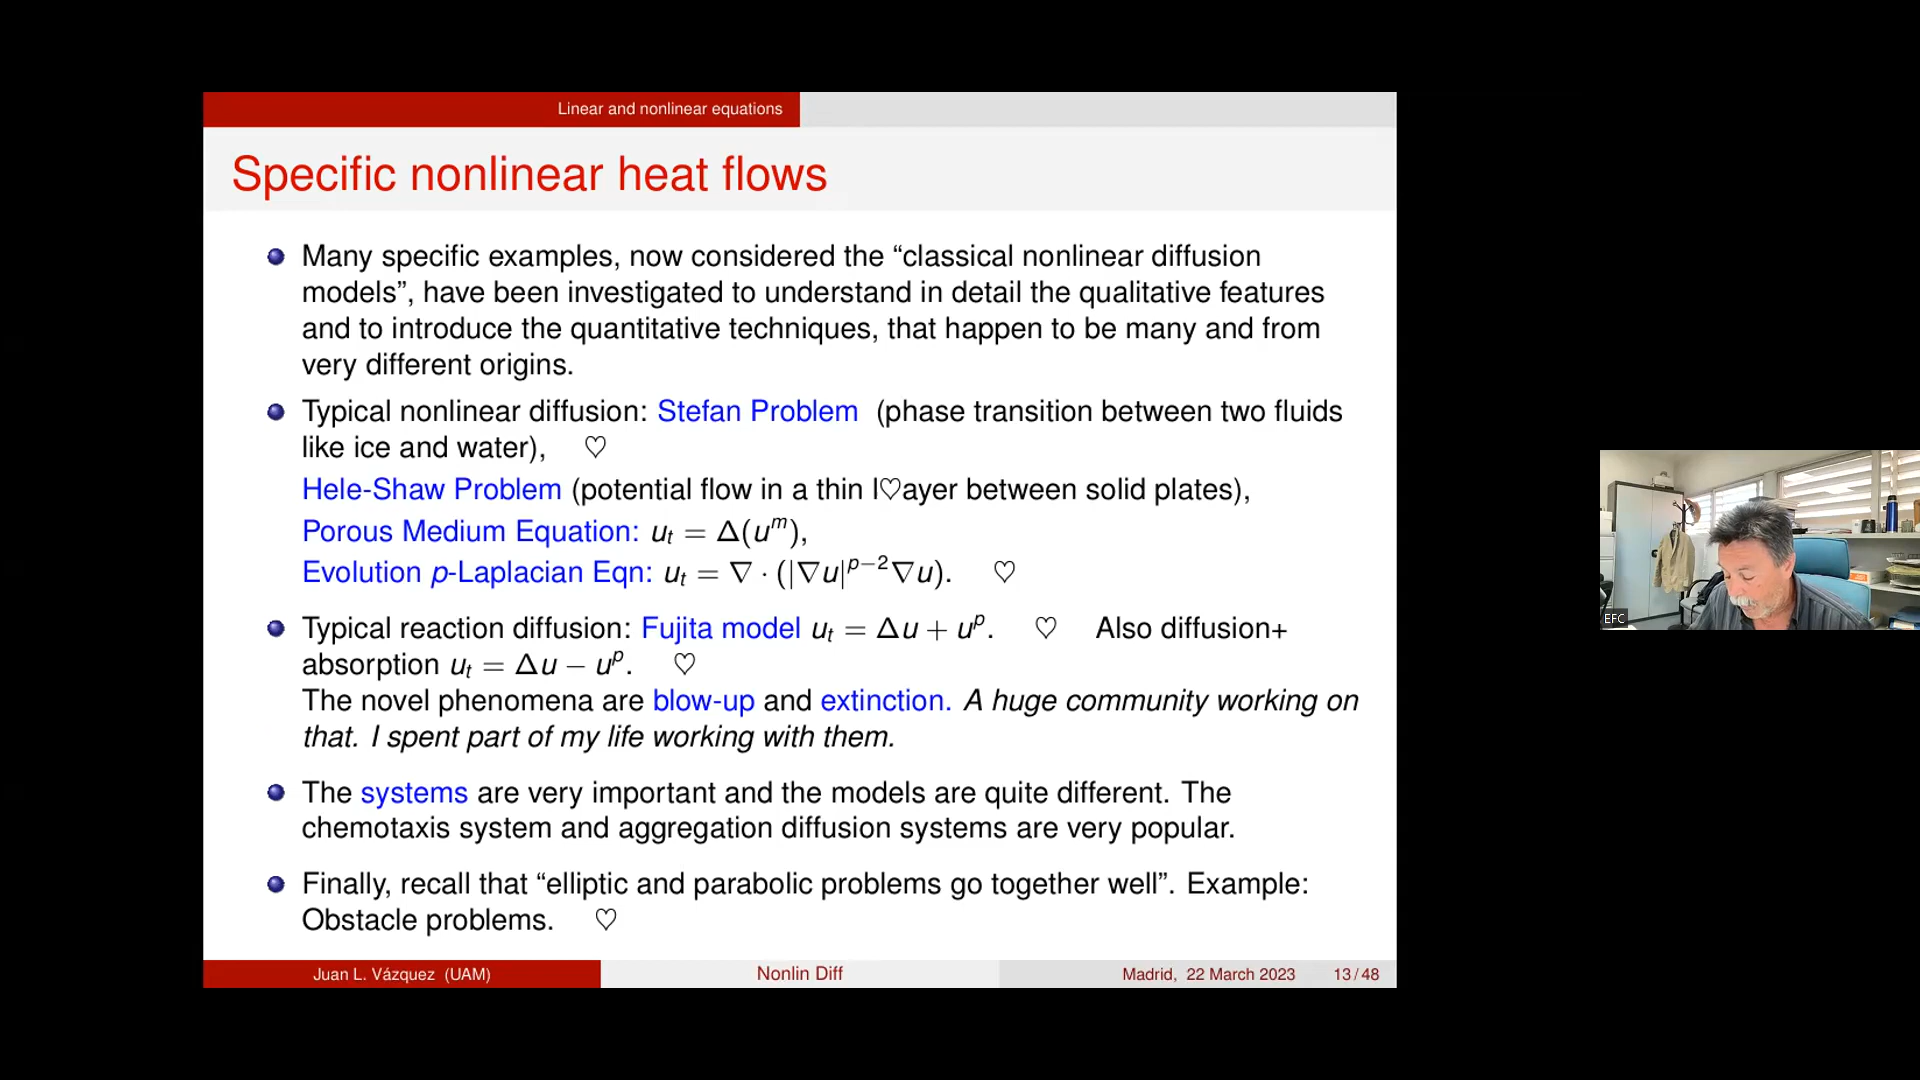 Linear and nonlinear equations
Specific nonlinear heat flows
Many specific examples, now considered the “classical nonlinear diffusion
models”, have been investigated to understand in detail the qualitative features
and to introduce the quantitative techniques, that happen to be many and from
very different origins.
Typical nonlinear diffusion: Stefan Problem (phase transition between two fluids
like ice and water), ♡
Hele-Shaw Problem (potential flow in a thin l♡ayer between solid plates),
Porous Medium Equation: uₜ = Δ(uᵐ),
Evolution p-Laplacian Eqn: uₜ = ∇ · (|∇u|ᵖ⁻²∇u). ♡
Typical reaction diffusion: Fujita model uₜ = Δu + uᵖ. ♡ Also diffusion+
absorption uₜ = Δu − uᵖ. ♡
The novel phenomena are blow-up and extinction. A huge community working on
that. I spent part of my life working with them.
The systems are very important and the models are quite different. The
chemotaxis system and aggregation diffusion systems are very popular.
Finally, recall that “elliptic and parabolic problems go together well”. Example:
Obstacle problems. ♡
Juan L. Vázquez (UAM) Nonlin Diff Madrid, 22 March 2023 13 / 48
EFC